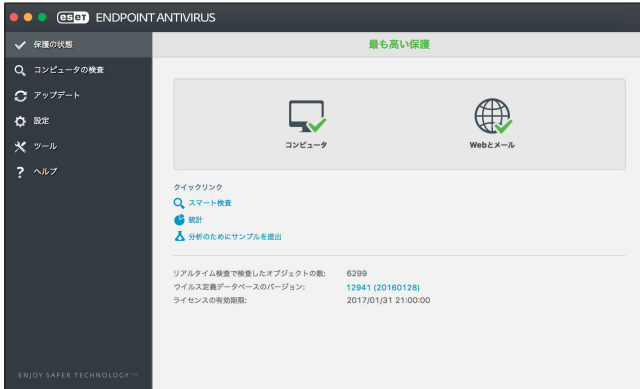 eset ENDPOINT ANTIVIRUS
保護の状態
コンピュータの検査
アップデート
設定
ツール
ヘルプ
ENJOY SAFER TECHNOLOGY™
最も高い保護
コンピュータ
Webとメール
クイックリンク
スマート検査
統計
分析のためにサンプルを提出
リアルタイム検査で検査したオブジェクトの数: 6299
ウイルス定義データベースのバージョン: 12941 (20160128)
ライセンスの有効期限: 2017/01/31 21:00:00